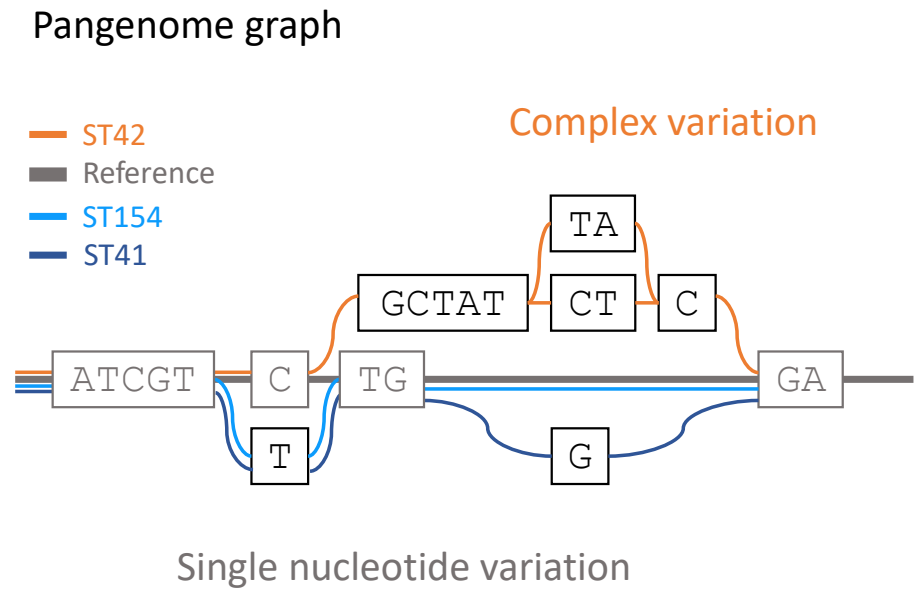 Pangenome graph
ST42
Reference
ST154
ST41
Complex variation
TA
GCTAT
CT
C
ATCGT
C
TG
GA
T
G
Single nucleotide variation